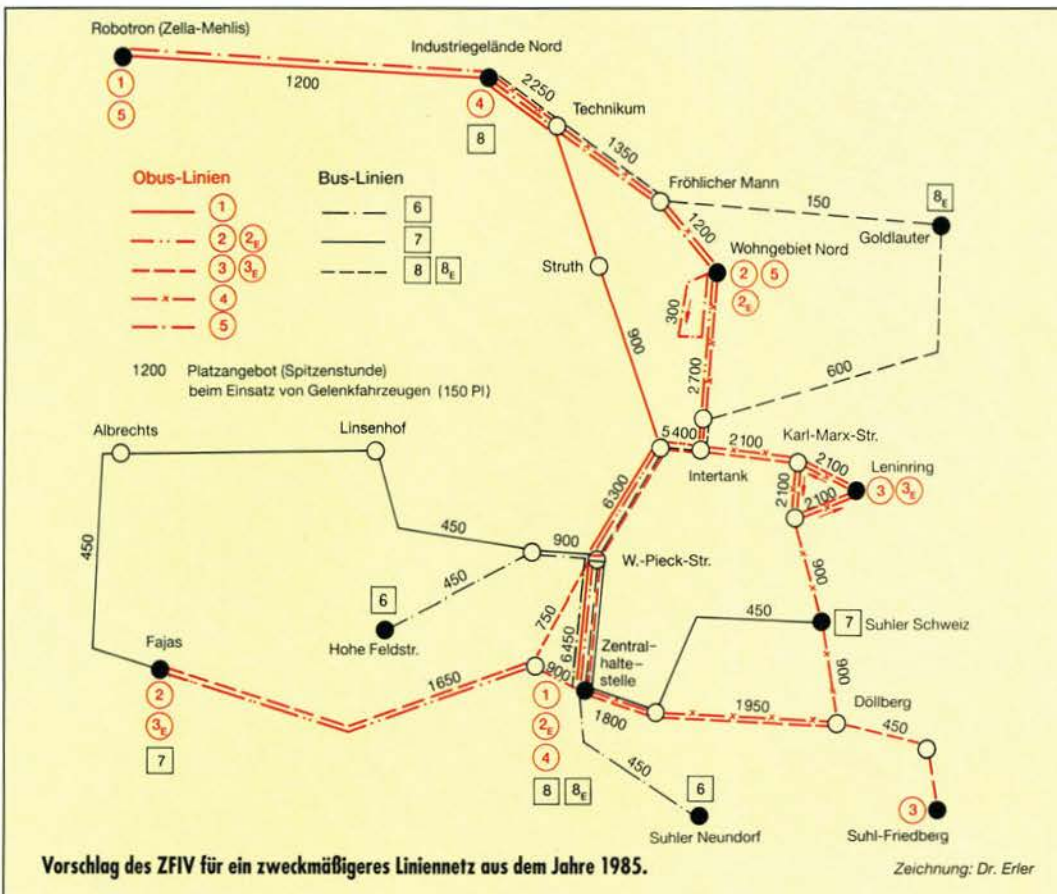 Robotron (Zella-Mehlis)
1
5
1200
Industriegelände Nord
4
8
2250
Technikum
1350
Fröhlicher Mann
150
8E
Goldlauter
1200
Wohngebiet Nord
2 5
2E
300
Struth
900
2700
600
Obus-Linien
1
2 2E
3 3E
4
5
Bus-Linien
6
7
8 8E
1200 Platzangebot (Spitzenstunde)
beim Einsatz von Gelenkfahrzeugen (150 Pl)
Albrechts
Linsenhof
5400
2100
Intertank
Karl-Marx-Str.
2100
2100
2100
Leninring
3 3E
6300
450
450
900
W.-Pieck-Str.
450
6
Hohe Feldstr.
900
450
7 Suhler Schweiz
750
6450
Zentral-
halte-
stelle
Fajas
2
3E
7
1650
900
1
2E
4
8 8E
1800
1950
900
Döllberg
450
450
6
Suhler Neundorf
3
Suhl-Friedberg
Vorschlag des ZFIV für ein zweckmäßigeres Liniennetz aus dem Jahre 1985.
Zeichnung: Dr. Erler